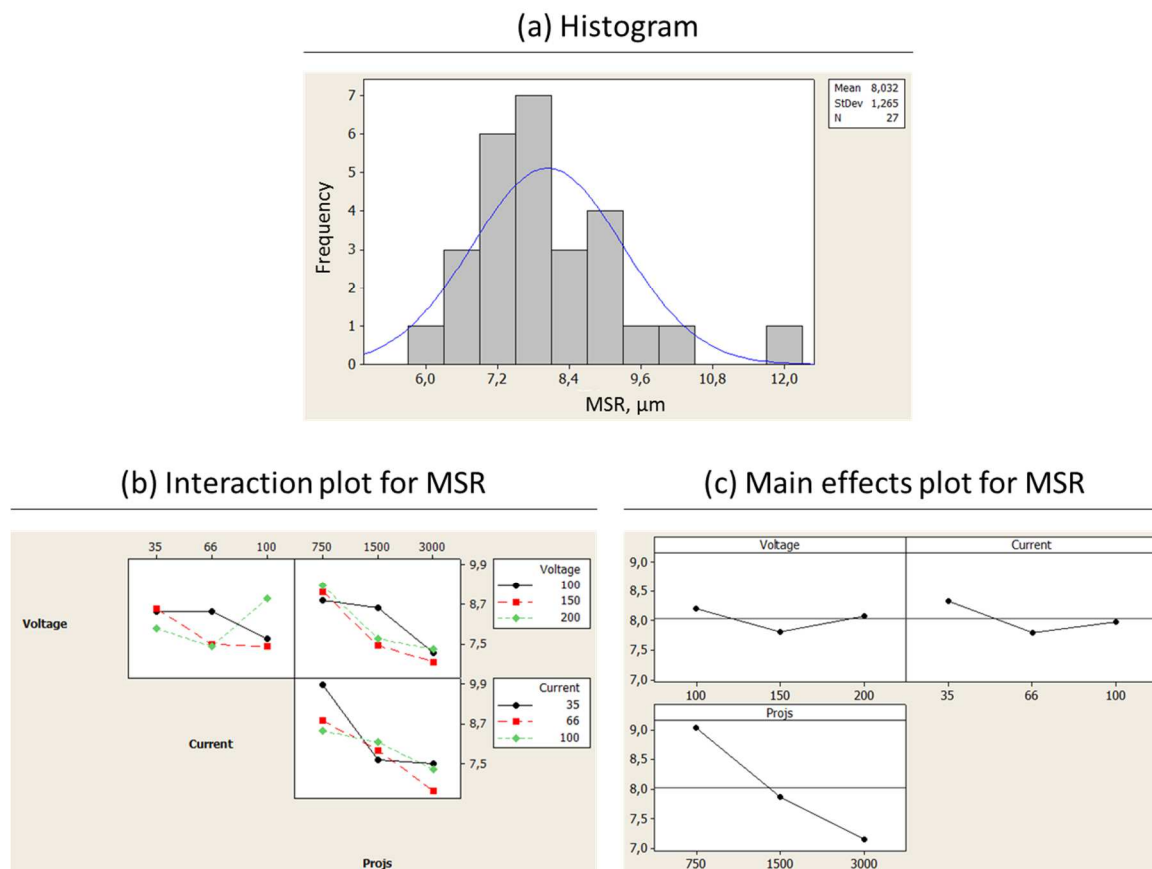 (a) Histogram
Frequency
7
6
5
4
3
2
1
0
6,0 7,2 8,4 9,6 10,8 12,0
MSR, µm
Mean 8,032
StDev 1,265
N 27
(b) Interaction plot for MSR
35 66 100 750 1500 3000
Voltage
9,9
8,7
7,5
Voltage
100
150
200
Current
9,9
8,7
7,5
Current
35
66
100
Projs
(c) Main effects plot for MSR
Voltage Current
9,0
8,5
8,0
7,5
7,0
100 150 200 35 66 100
Projs
9,0
8,5
8,0
7,5
7,0
750 1500 3000